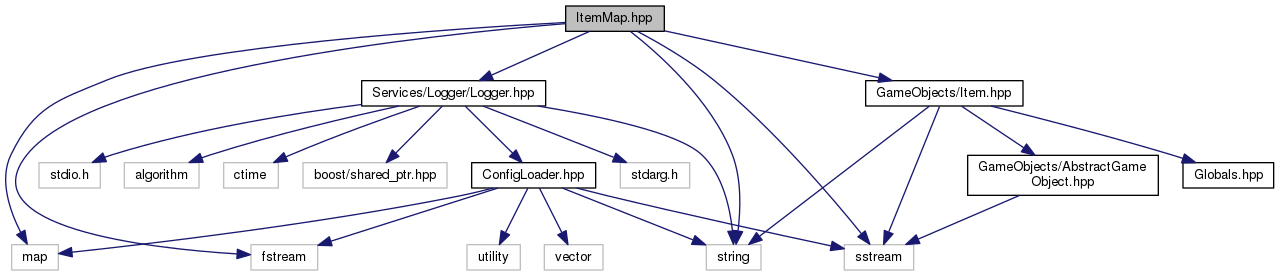 ItemMap.hpp
Services/Logger/Logger.hpp
GameObjects/Item.hpp
stdio.h
algorithm
ctime
boost/shared_ptr.hpp
ConfigLoader.hpp
stdarg.h
GameObjects/AbstractGame
Object.hpp
Globals.hpp
map
fstream
utility
vector
string
sstream